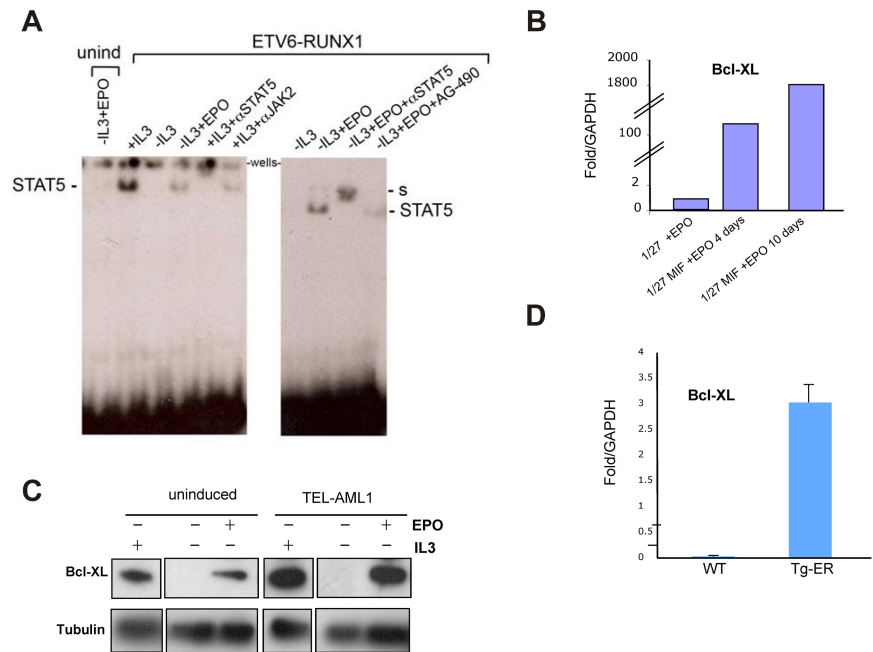 A
ETV6-RUNX1
unind
-IL3+EPO
+IL3
-IL3
-IL3+EPO
+IL3+αSTAT5
+IL3+αJAK2
-IL3
-IL3+EPO
-IL3+EPO+αSTAT5
-IL3+EPO+AG-490
-wells-
STAT5 -
- s
- STAT5
B
Bcl-XL
Fold/GAPDH
2000
1800
100
2
0
1/27 +EPO
1/27 MIF +EPO 4 days
1/27 MIF +EPO 10 days
C
uninduced TEL-AML1
− − + − − + EPO
+ − − + − − IL3
Bcl-XL
Tubulin
D
Bcl-XL
Fold/GAPDH
4
3.5
3
2.5
2
1.5
1
0.5
0
WT Tg-ER